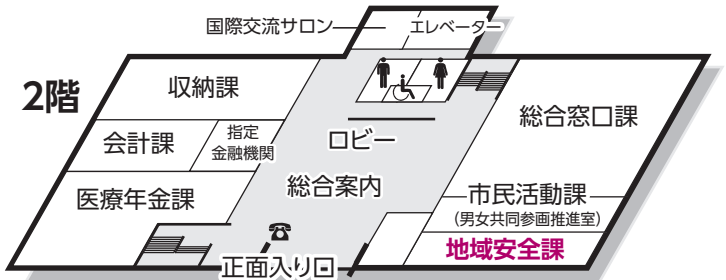 国際交流サロン
エレベーター
2階
収納課
会計課
指定
金融機関
医療年金課
ロビー
総合案内
総合窓口課
市民活動課
(男女共同参画推進室)
地域安全課
正面入り口